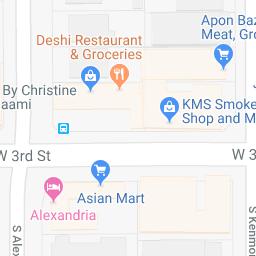 Apon Baz
Meat, Gro
Deshi Restaurant
& Groceries
By Christine
aami
KMS Smoke
Shop and M
W 3rd St
W 3
Asian Mart
Alexandria
S Ale
S Kenmo